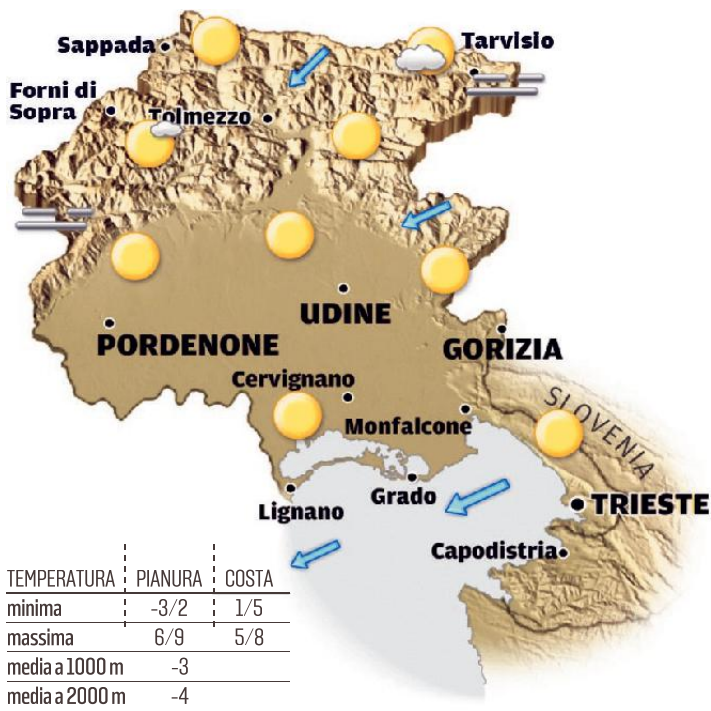 Sappada
Tarvisio
Forni di
Sopra
Tolmezzo
UDINE
PORDENONE
GORIZIA
Cervignano
SLOVENIA
Monfalcone
Grado
Lignano
TRIESTE
Capodistria
TEMPERATURA PIANURA COSTA
minima -3/2 1/5
massima 6/9 5/8
media a 1000 m -3
media a 2000 m -4